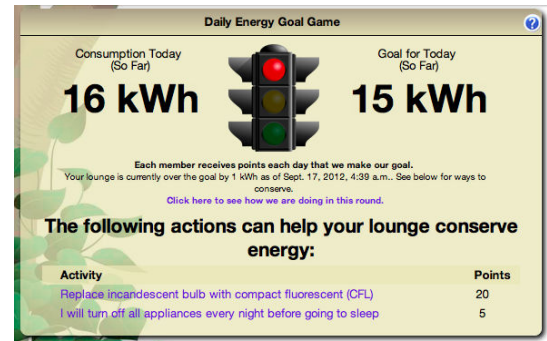 Daily Energy Goal Game
?
Consumption Today
(So Far)
16 kWh
Goal for Today
(So Far)
15 kWh
Each member receives points each day that we make our goal.
Your lounge is currently over the goal by 1 kWh as of Sept. 17, 2012, 4:39 a.m.. See below for ways to
conserve.
Click here to see how we are doing in this round.
The following actions can help your lounge conserve
energy:
Activity Points
Replace incandescent bulb with compact fluorescent (CFL) 20
I will turn off all appliances every night before going to sleep 5